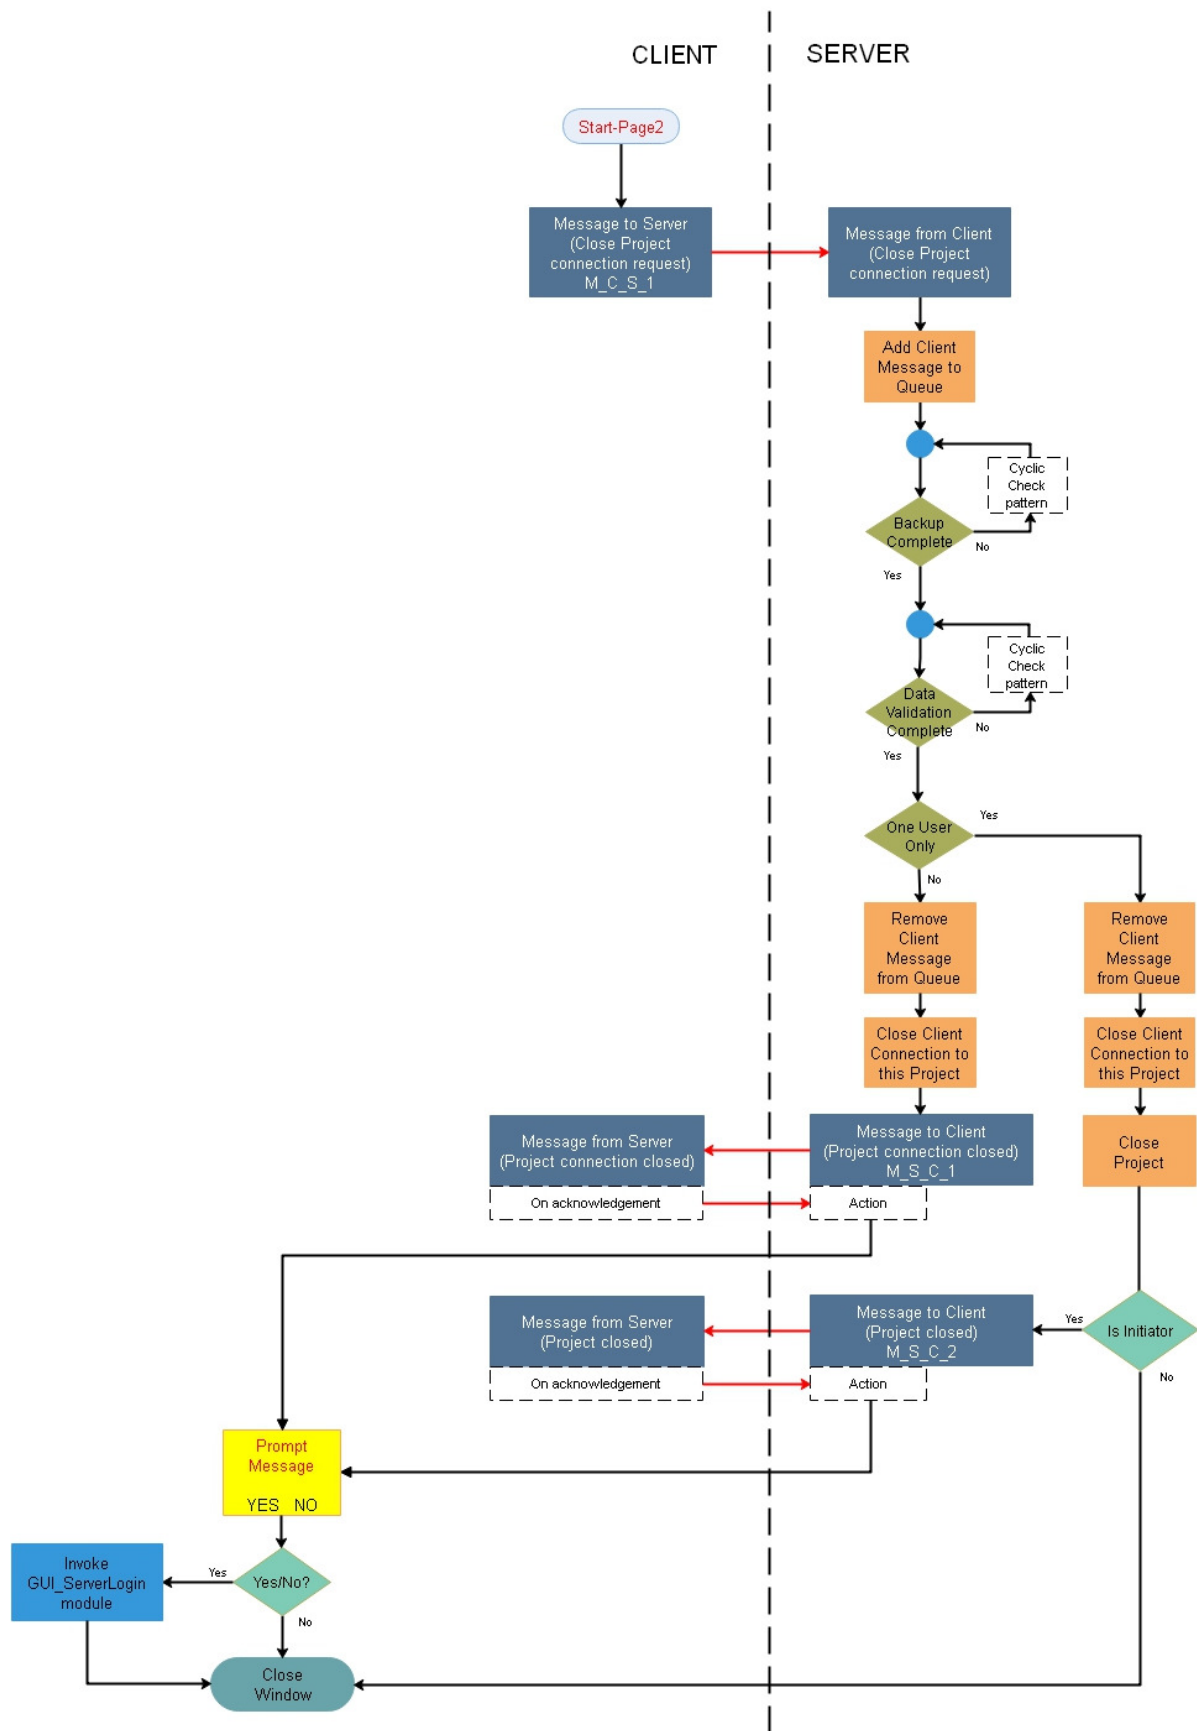 CLIENT
SERVER
Start-Page2
Message to Server
(Close Project
connection request)
M_C_S_1
Message from Client
(Close Project
connection request)
Add Client
Message to
Queue
Cyclic
Check
pattern
Backup
Complete
No
Yes
Cyclic
Check
pattern
Data
Validation
Complete
No
Yes
One User
Only
Yes
No
Remove
Client
Message
from Queue
Remove
Client
Message
from Queue
Close Client
Connection to
this Project
Close Client
Connection to
this Project
Message from Server
(Project connection closed)
Message to Client
(Project connection closed)
M_S_C_1
Close
Project
On acknowledgement
Action
Message from Server
(Project closed)
Message to Client
(Project closed)
M_S_C_2
Yes
Is Initiator
No
On acknowledgement
Action
Prompt
Message
YES NO
Invoke
GUI_ServerLogin
module
Yes
Yes/No?
No
Close
Window